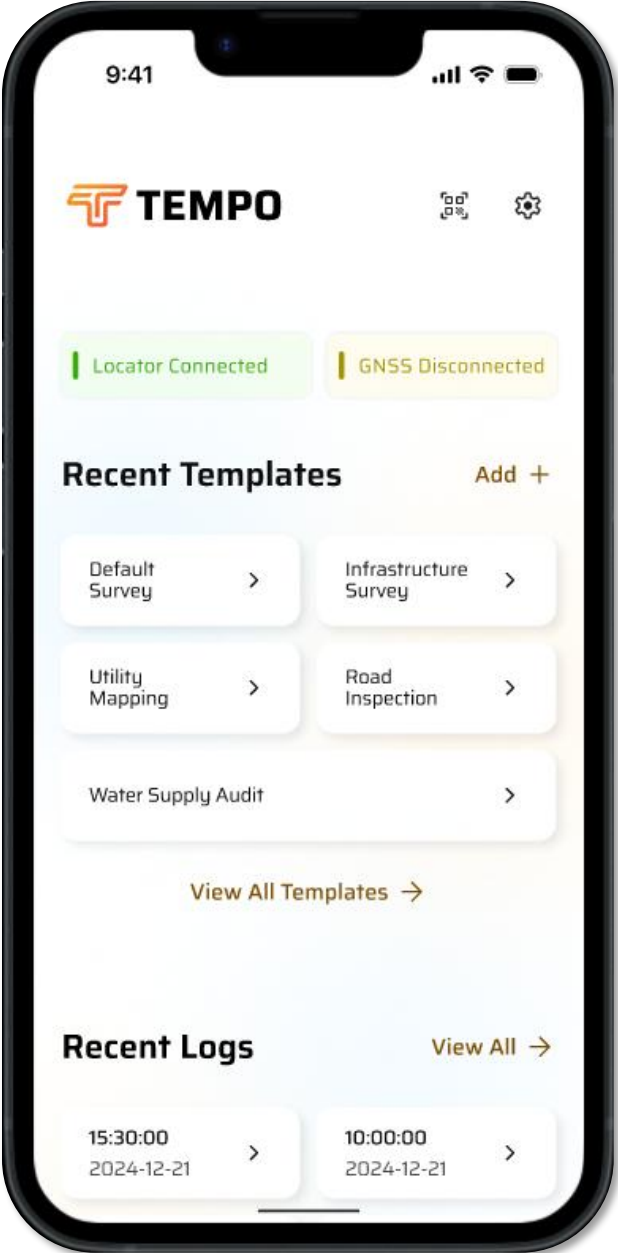 9:41
TEMPO
Locator Connected
GNSS Disconnected
Recent Templates
Add +
Default
Survey
Infrastructure
Survey
Utility
Mapping
Road
Inspection
Water Supply Audit
View All Templates →
Recent Logs
View All →
15:30:00
2024-12-21
10:00:00
2024-12-21